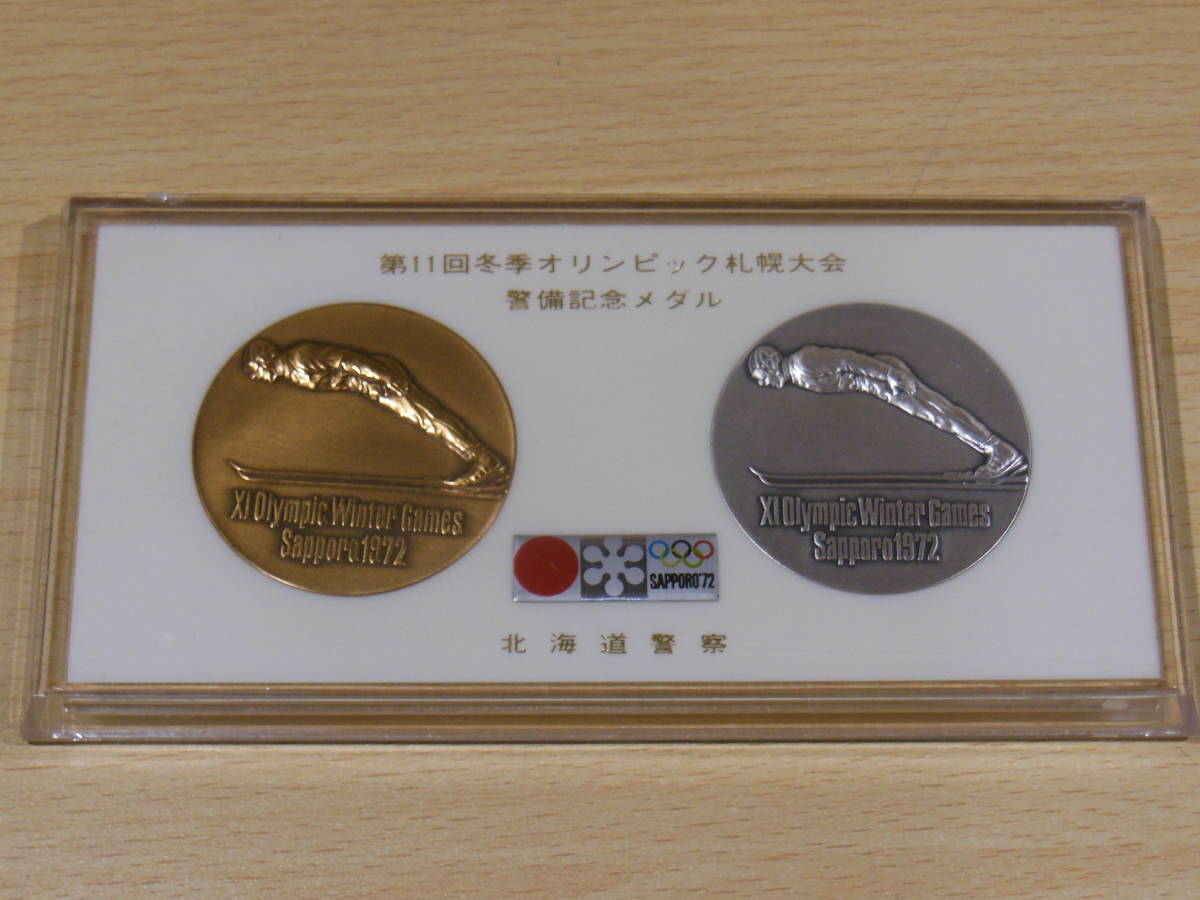 第11回冬季オリンピック札幌大会
警備記念メダル
XI Olympic Winter Games
Sapporo 1972
XI Olympic Winter Games
Sapporo 1972
SAPPORO'72
北海道警察